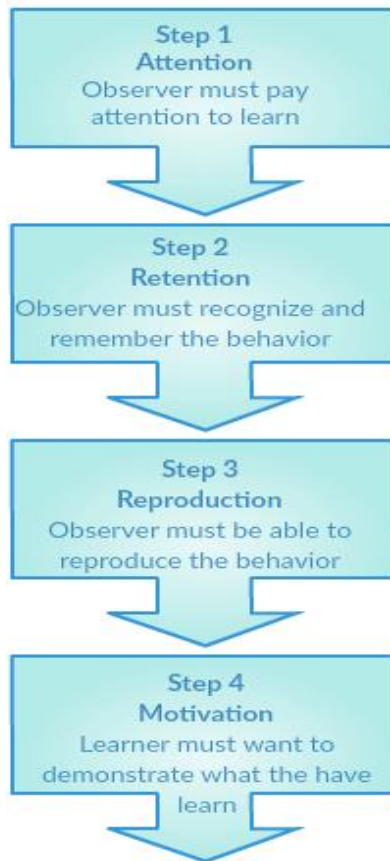 Step 1
Attention
Observer must pay
attention to learn
Step 2
Retention
Observer must recognize and
remember the behavior
Step 3
Reproduction
Observer must be able to
reproduce the behavior
Step 4
Motivation
Learner must want to
demonstrate what the have
learn